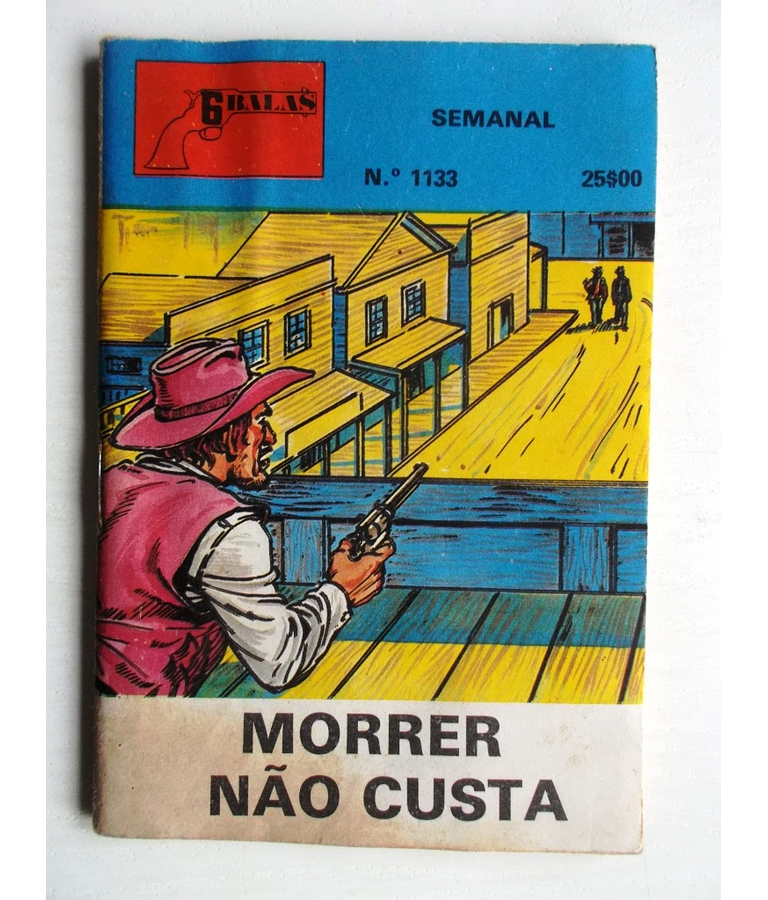 6 BALAS
SEMANAL
N.º 1133
25$00
MORRER
NÃO CUSTA